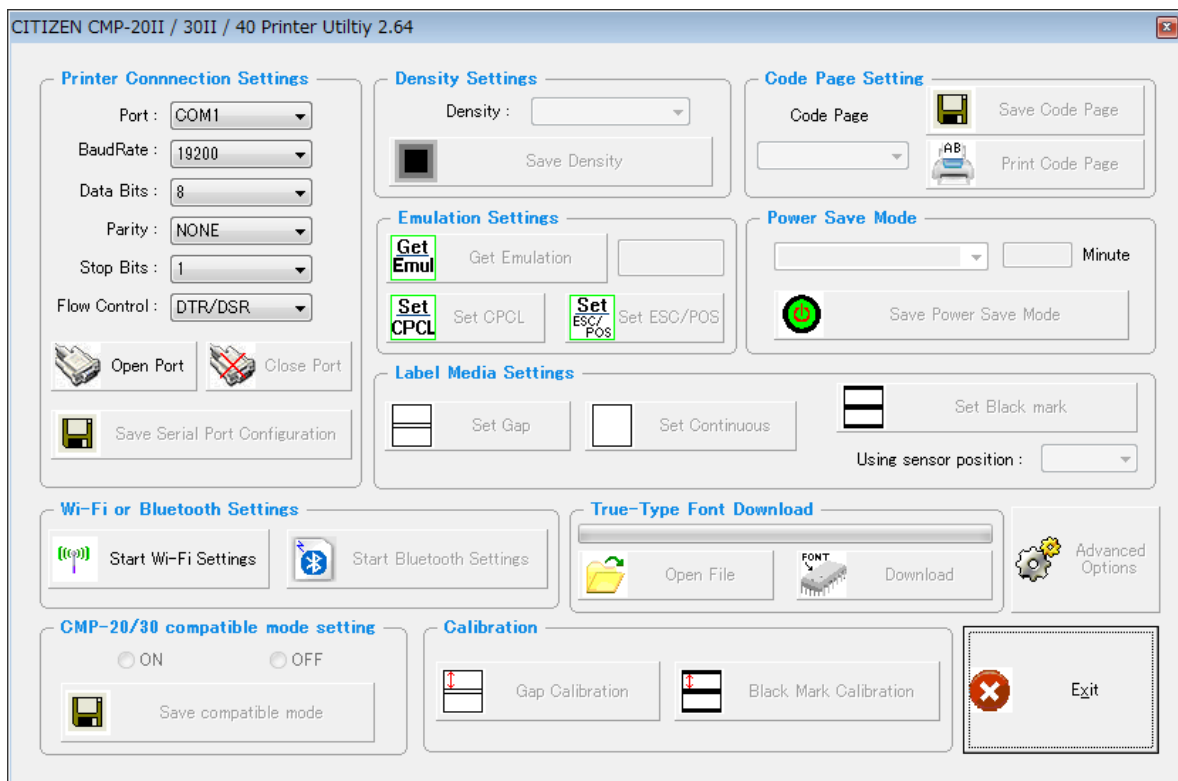 CITIZEN CMP-20II / 30II / 40 Printer Utiltiy 2.64
Printer Connnection Settings
Port :
COM1
BaudRate :
19200
Data Bits :
8
Parity :
NONE
Stop Bits :
1
Flow Control :
DTR/DSR
Open Port
Close Port
Save Serial Port Configuration
Density Settings
Density :
Save Density
Code Page Setting
Code Page
Save Code Page
AB
Print Code Page
Emulation Settings
Get
Emul
Get Emulation
Set
CPCL
Set CPCL
Set
ESC/
POS
Set ESC/POS
Power Save Mode
Minute
Save Power Save Mode
Label Media Settings
Set Gap
Set Continuous
Set Black mark
Using sensor position :
Wi-Fi or Bluetooth Settings
Start Wi-Fi Settings
Start Bluetooth Settings
True-Type Font Download
Open File
FONT
Download
Advanced
Options
CMP-20/30 compatible mode setting
ON
OFF
Save compatible mode
Calibration
Gap Calibration
Black Mark Calibration
Exit